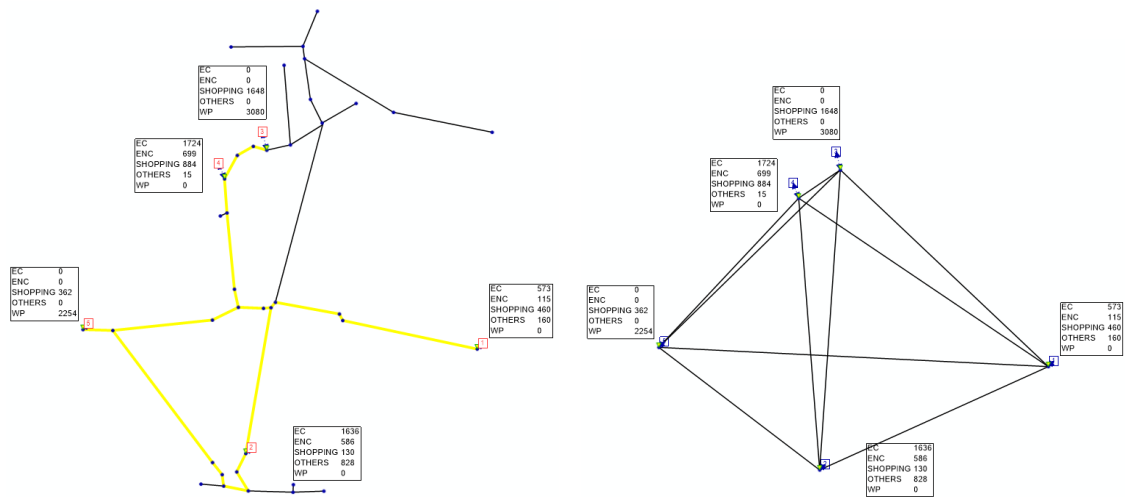 EC 0
ENC 0
SHOPPING 1648
OTHERS 0
WP 3080
3
EC 1724
ENC 699
SHOPPING 884
OTHERS 15
WP 0
4
EC 0
ENC 0
SHOPPING 362
OTHERS 0
WP 2254
5
EC 573
ENC 115
SHOPPING 460
OTHERS 160
WP 0
1
EC 1636
ENC 586
SHOPPING 130
OTHERS 828
WP 0
2
EC 0
ENC 0
SHOPPING 1648
OTHERS 0
WP 3080
EC 1724
ENC 699
SHOPPING 884
OTHERS 15
WP 0
EC 0
ENC 0
SHOPPING 362
OTHERS 0
WP 2254
EC 573
ENC 115
SHOPPING 460
OTHERS 160
WP 0
EC 1636
ENC 586
SHOPPING 130
OTHERS 828
WP 0